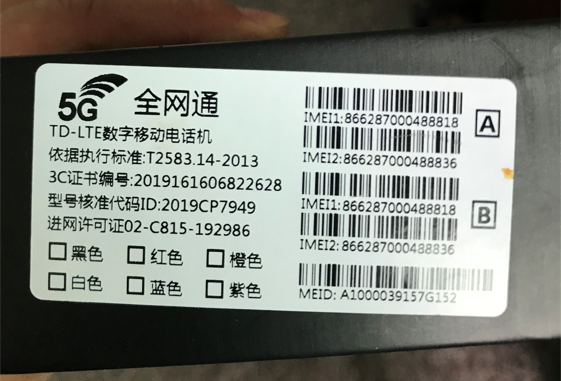 5G 全网通
TD-LTE数字移动电话机
依据执行标准:T2583.14-2013
3C证书编号:2019161606822628
型号核准代码ID:2019CP7949
进网许可证02-C815-192986
黑色 红色 橙色
白色 蓝色 紫色
IMEI1:866287000488818
IMEI2:866287000488836
A
IMEI1:866287000488818
IMEI2:866287000488836
B
MEID: A1000039157G152